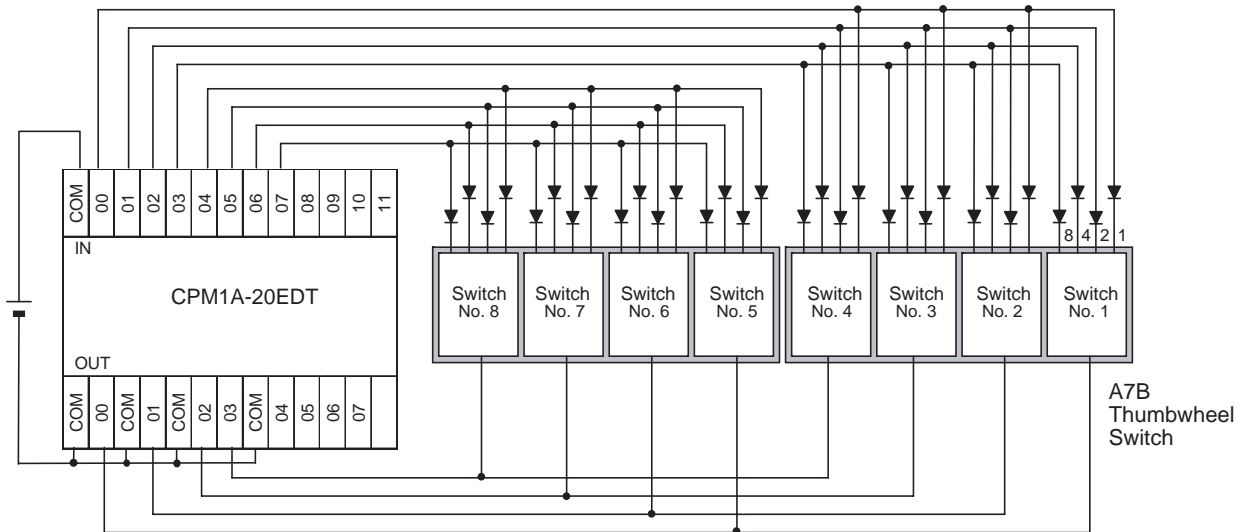 COM 00 01 02 03 04 05 06 07 08 09 10 11
IN
CPM1A-20EDT
OUT
COM 00 COM 01 COM 02 03 COM 04 05 06 07
8 4 2 1
Switch No. 8
Switch No. 7
Switch No. 6
Switch No. 5
Switch No. 4
Switch No. 3
Switch No. 2
Switch No. 1
A7B
Thumbwheel
Switch